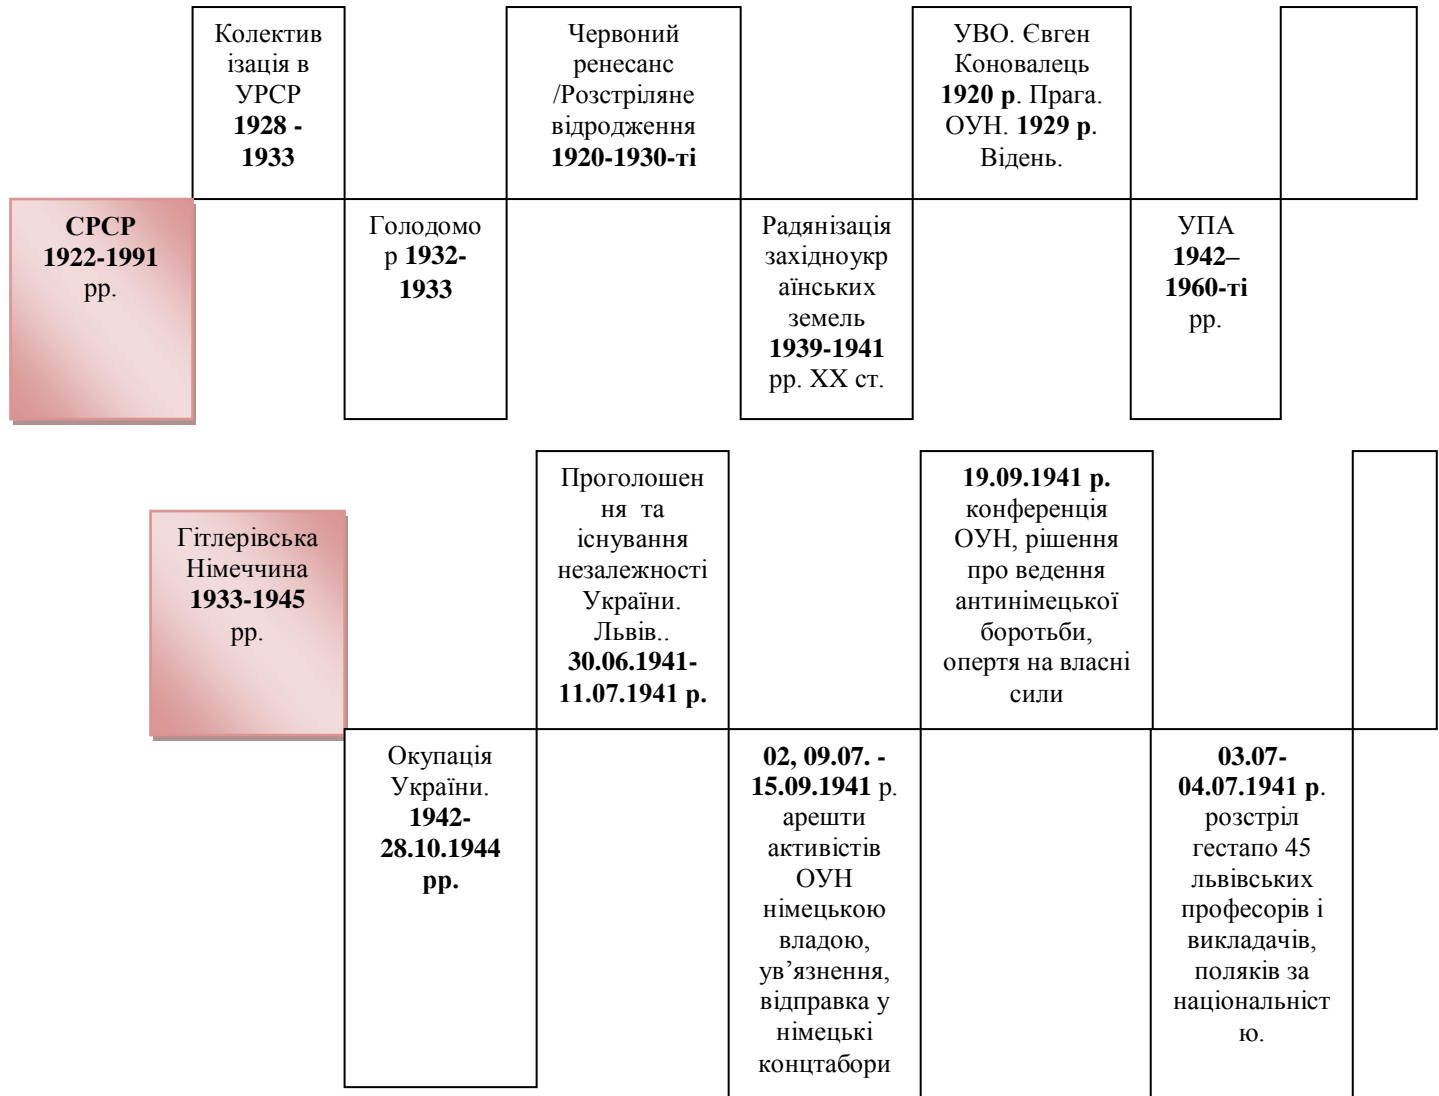 Колектив
ізація в
УРСР
1928 -
1933
Червоний
ренесанс
/Розстріляне
відродження
1920-1930-ті
УВО. Євген
Коновалець
1920 р. Прага.
ОУН. 1929 р.
Відень.
СРСР
1922-1991
рр.
Голодомо
р 1932-
1933
Радянізація
західноукр
аїнських
земель
1939-1941
рр. ХХ ст.
УПА
1942–
1960-ті
рр.
Гітлерівська
Німеччина
1933-1945
рр.
Проголошен
ня та
існування
незалежності
України.
Львів..
30.06.1941-
11.07.1941 р.
19.09.1941 р.
конференція
ОУН, рішення
про ведення
антинімецької
боротьби,
опертя на власні
сили
Окупація
України.
1942-
28.10.1944
рр.
02, 09.07. -
15.09.1941 р.
арешти
активістів
ОУН
німецькою
владою,
ув’язнення,
відправка у
німецькі
концтабори
03.07-
04.07.1941 р.
розстріл
гестапо 45
львівських
професорів і
викладачів,
поляків за
національніст
ю.